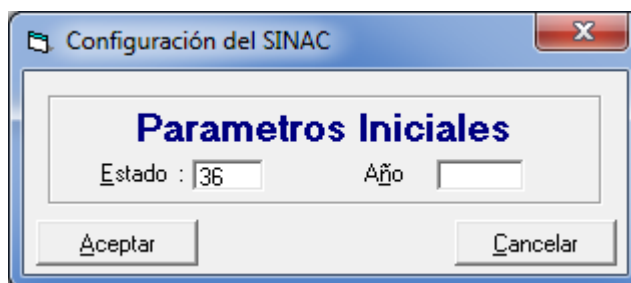 Configuración del SINAC
Parametros Iniciales
Estado : 36 Año
Aceptar Cancelar